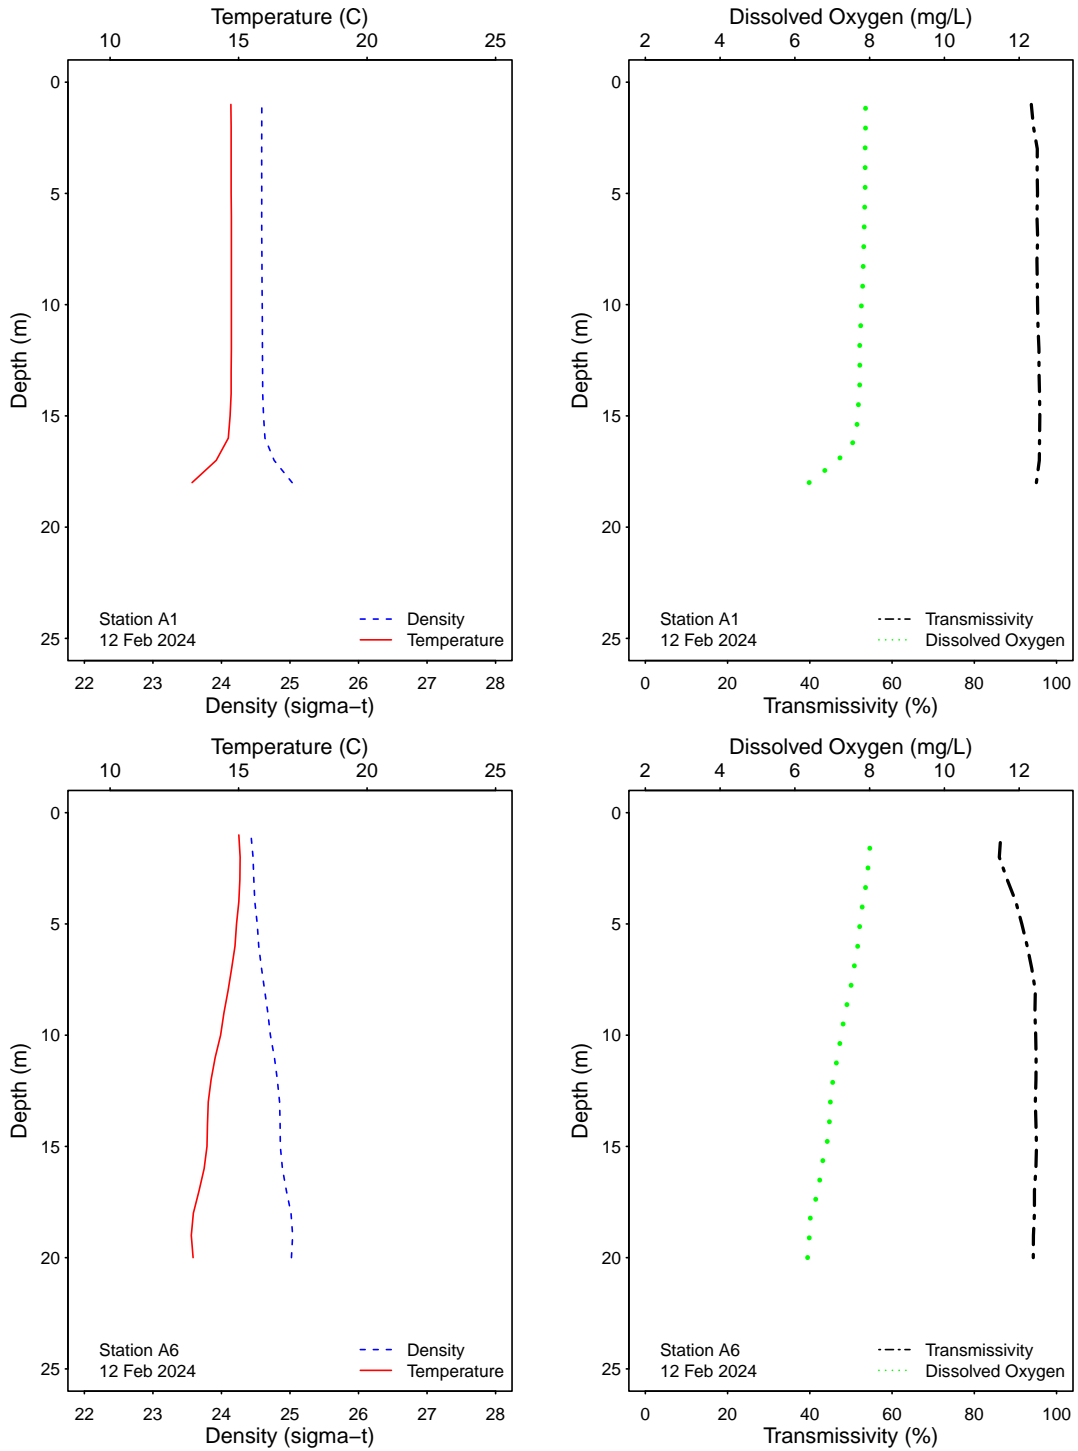 Temperature (C)
10 15 20 25
0
5
10
15
20
25
Depth (m)
Station A1
12 Feb 2024
Density
Temperature
22 23 24 25 26 27 28
Density (sigma−t)
Dissolved Oxygen (mg/L)
2 4 6 8 10 12
0
5
10
15
20
25
Depth (m)
Station A1
12 Feb 2024
Transmissivity
Dissolved Oxygen
0 20 40 60 80 100
Transmissivity (%)
Temperature (C)
10 15 20 25
0
5
10
15
20
25
Depth (m)
Station A6
12 Feb 2024
Density
Temperature
22 23 24 25 26 27 28
Density (sigma−t)
Dissolved Oxygen (mg/L)
2 4 6 8 10 12
0
5
10
15
20
25
Depth (m)
Station A6
12 Feb 2024
Transmissivity
Dissolved Oxygen
0 20 40 60 80 100
Transmissivity (%)